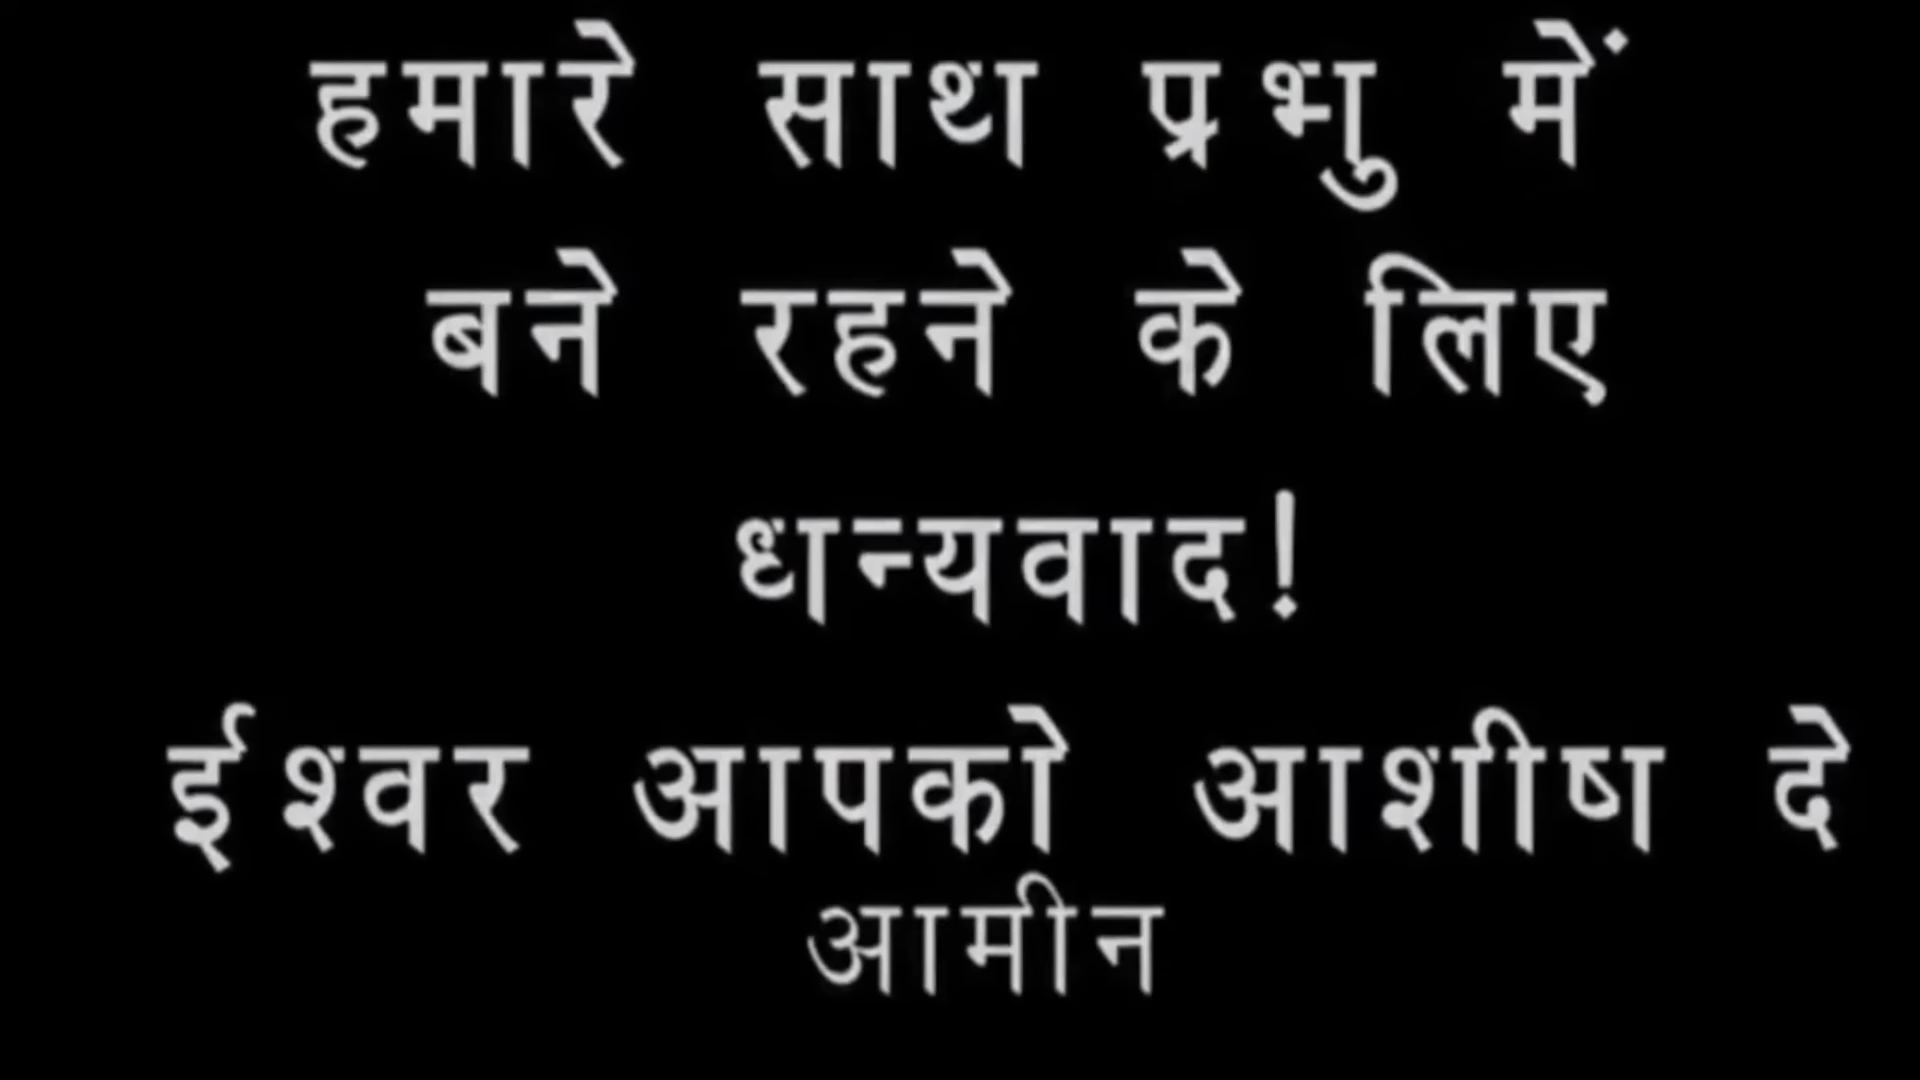 हमारे साथ प्रभु में
बने रहने के लिए
धन्यवाद!
ईश्वर आपको आशीष दे
आमीन